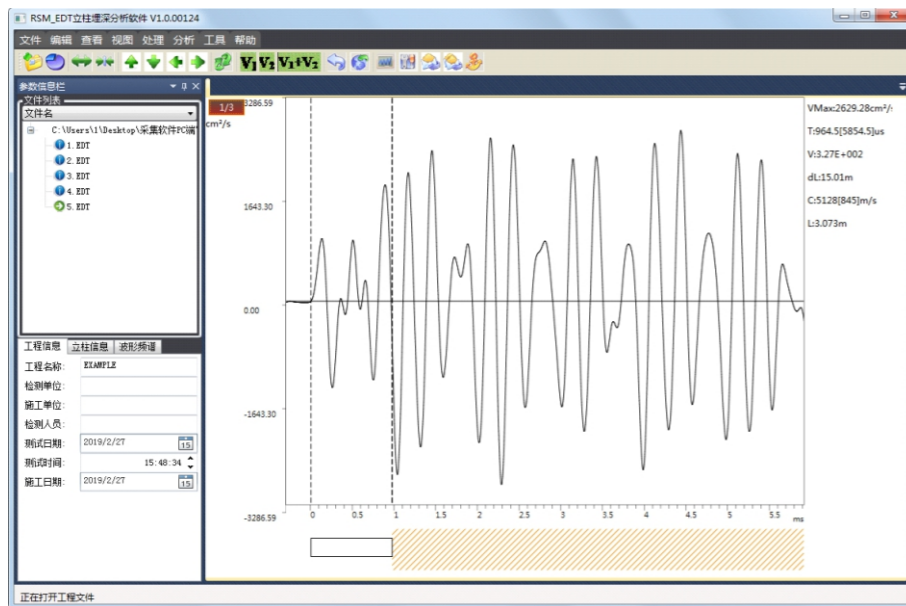 RSM_EDT立柱埋深分析软件 V1.0.00124
文件 编辑 查看 视图 处理 分析 工具 帮助
V₁ V₂ V₁+V₂
参数信息栏
文件列表
文件名
C:\Users\1\Desktop\采集软件PC端
1.EDT
2.EDT
3.EDT
4.EDT
5.EDT
工程信息 立柱信息 波形频谱
工程名称: EXAMPLE
检测单位:
施工单位:
检测人员:
测试日期: 2019/2/27 15
测试时间: 15:48:34
施工日期: 2019/2/27 15
1/3
cm²/s
3286.59
1643.30
0.00
-1643.30
-3286.59
0 0.5 1 1.5 2 2.5 3 3.5 4 4.5 5 5.5
ms
VMax:2629.28cm²/
T:964.5[5854.5]us
V:3.27E+002
dL:15.01m
C:5128[845]m/s
L:3.073m
正在打开工程文件